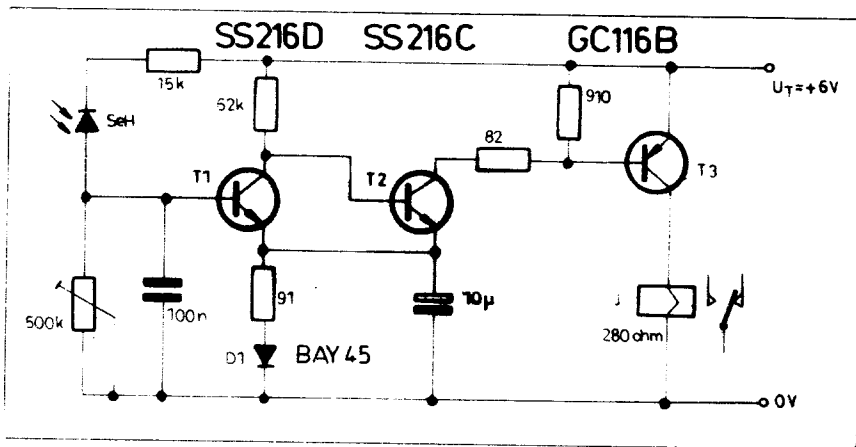 SS216D SS216C GC116B
15k
U_T=+6V
62k
910
SeH
82
T1
T2
T3
500k
100n
91
10µ
280 ohm
D1 BAY 45
0V